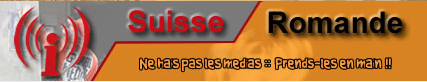 Suisse Romande
Ne hais pas les medias :: Prends-les en main !!